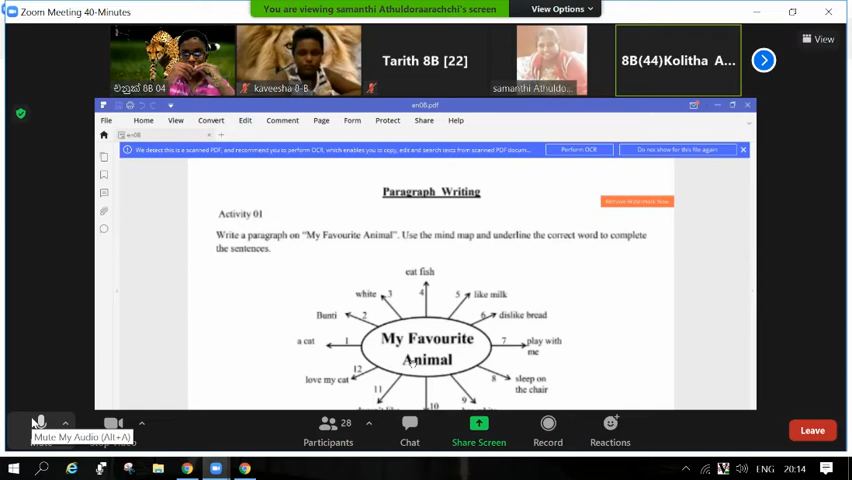 Zoom Meeting 40-Minutes
You are viewing samanthi Athuldoraarachchi's screen
View Options
View
චනුක් 8B 04
kaveesha 8-B
Tarith 8B [22]
samanthi Athuldo...
8B(44)Kolitha A...
en08.pdf
File Home View Convert Edit Comment Page Form Protect Share Help
en08
We detect this is a scanned PDF, and recommend you to perform OCR, which enables you to copy, edit and search texts from scanned PDF docum...
Perform OCR
Do not show for this file again
Paragraph Writing
Remove Watermark Now
Activity 01
Write a paragraph on "My Favourite Animal". Use the mind map and underline the correct word to complete
the sentences.
eat fish
white 3 4 5 like milk
Bunti 2 6 dislike bread
a cat 1 My Favourite 7 play with
me
Animal
love my cat 12 8 sleep on
the chair
11 10 9
Mute My Audio (Alt+A)
28
Participants
Chat
Share Screen
Record
Reactions
Leave
ENG 20:14